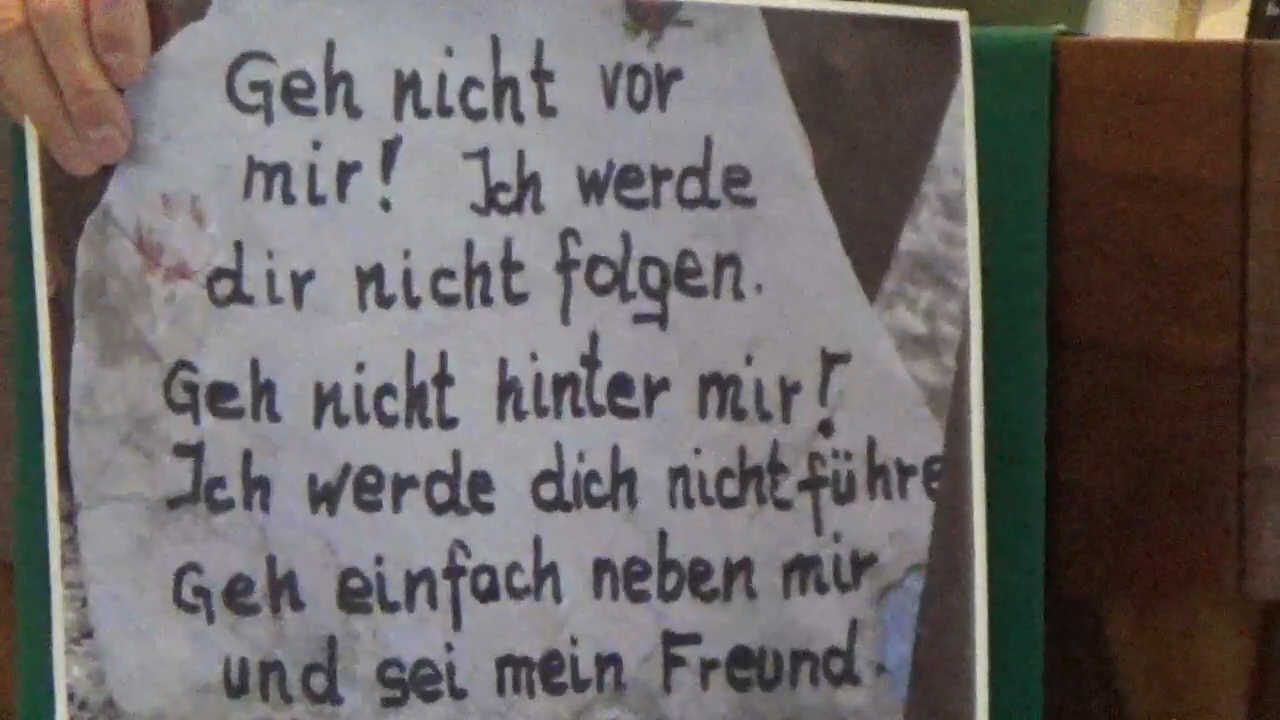 Geh nicht vor
mir! Ich werde
dir nicht folgen.
Geh nicht hinter mir!
Ich werde dich nicht führe
Geh einfach neben mir
und sei mein Freund.